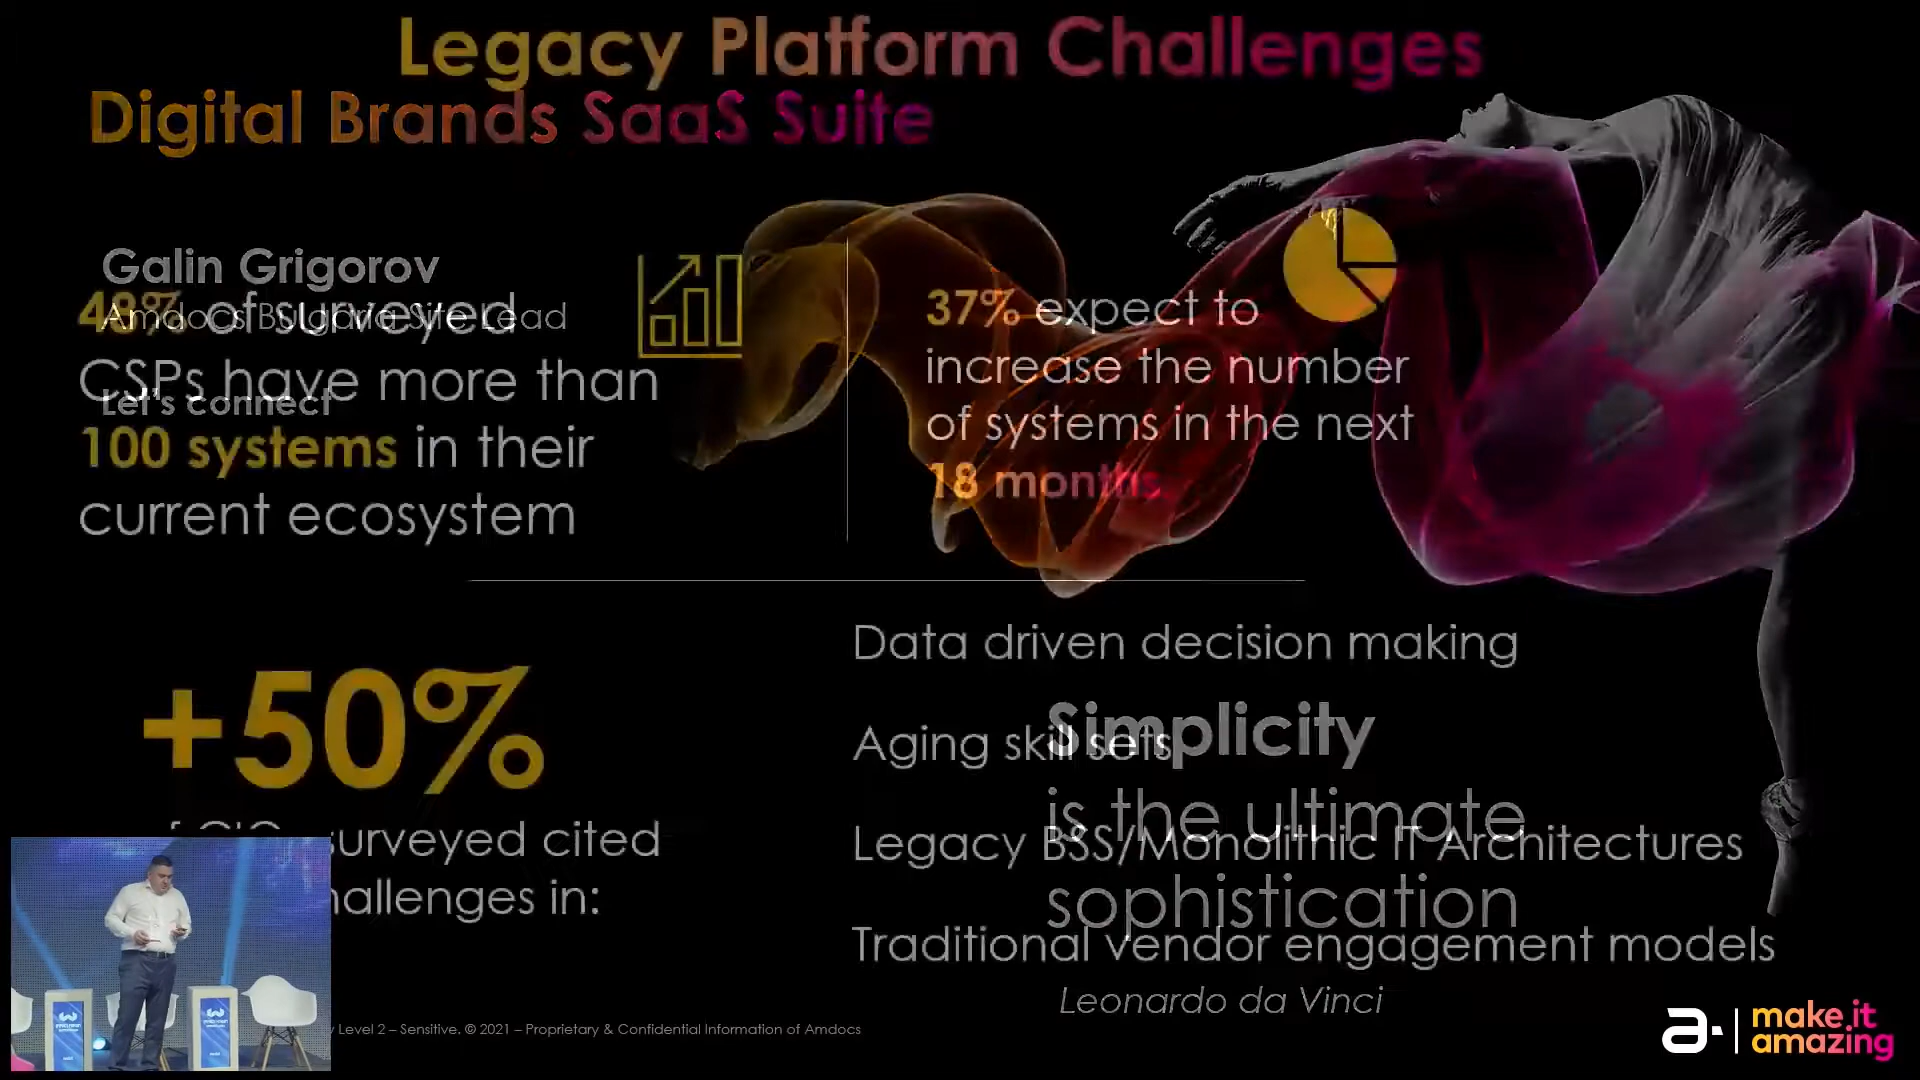 Legacy Platform Challenges
Digital Brands SaaS Suite
Galin Grigorov
Amdocs Bulgaria Site Lead
Let's connect
48% of surveyed
CSPs have more than
100 systems in their
current ecosystem
37% expect to
increase the number
of systems in the next
18 months
+50%
surveyed cited
challenges in:
Data driven decision making
Aging skill sets
Legacy BSS/Monolithic IT Architectures
Traditional vendor engagement models
Simplicity
is the ultimate
sophistication
Leonardo da Vinci
Level 2 – Sensitive. © 2021 – Proprietary & Confidential Information of Amdocs
a
make it
amazing